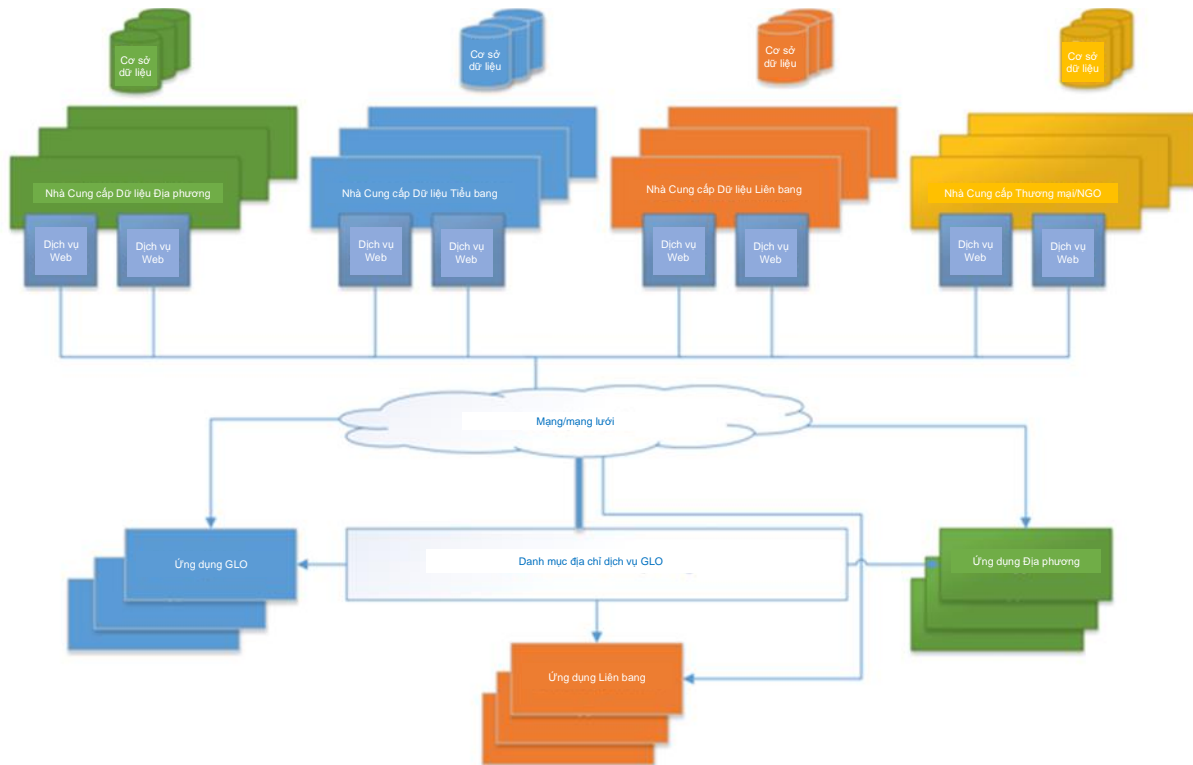 Cơ sở
dữ liệu
Cơ sở
dữ liệu
Cơ sở
dữ liệu
Cơ sở
dữ liệu
Nhà Cung cấp Dữ liệu Địa phương
Nhà Cung cấp Dữ liệu Tiểu bang
Nhà Cung cấp Dữ liệu Liên bang
Nhà Cung cấp Thương mại/NGO
Dịch vụ
Web
Dịch vụ
Web
Dịch vụ
Web
Dịch vụ
Web
Dịch vụ
Web
Dịch vụ
Web
Dịch vụ
Web
Dịch vụ
Web
Mạng/mạng lưới
Ứng dụng GLO
Danh mục địa chỉ dịch vụ GLO
Ứng dụng Địa phương
Ứng dụng Liên bang